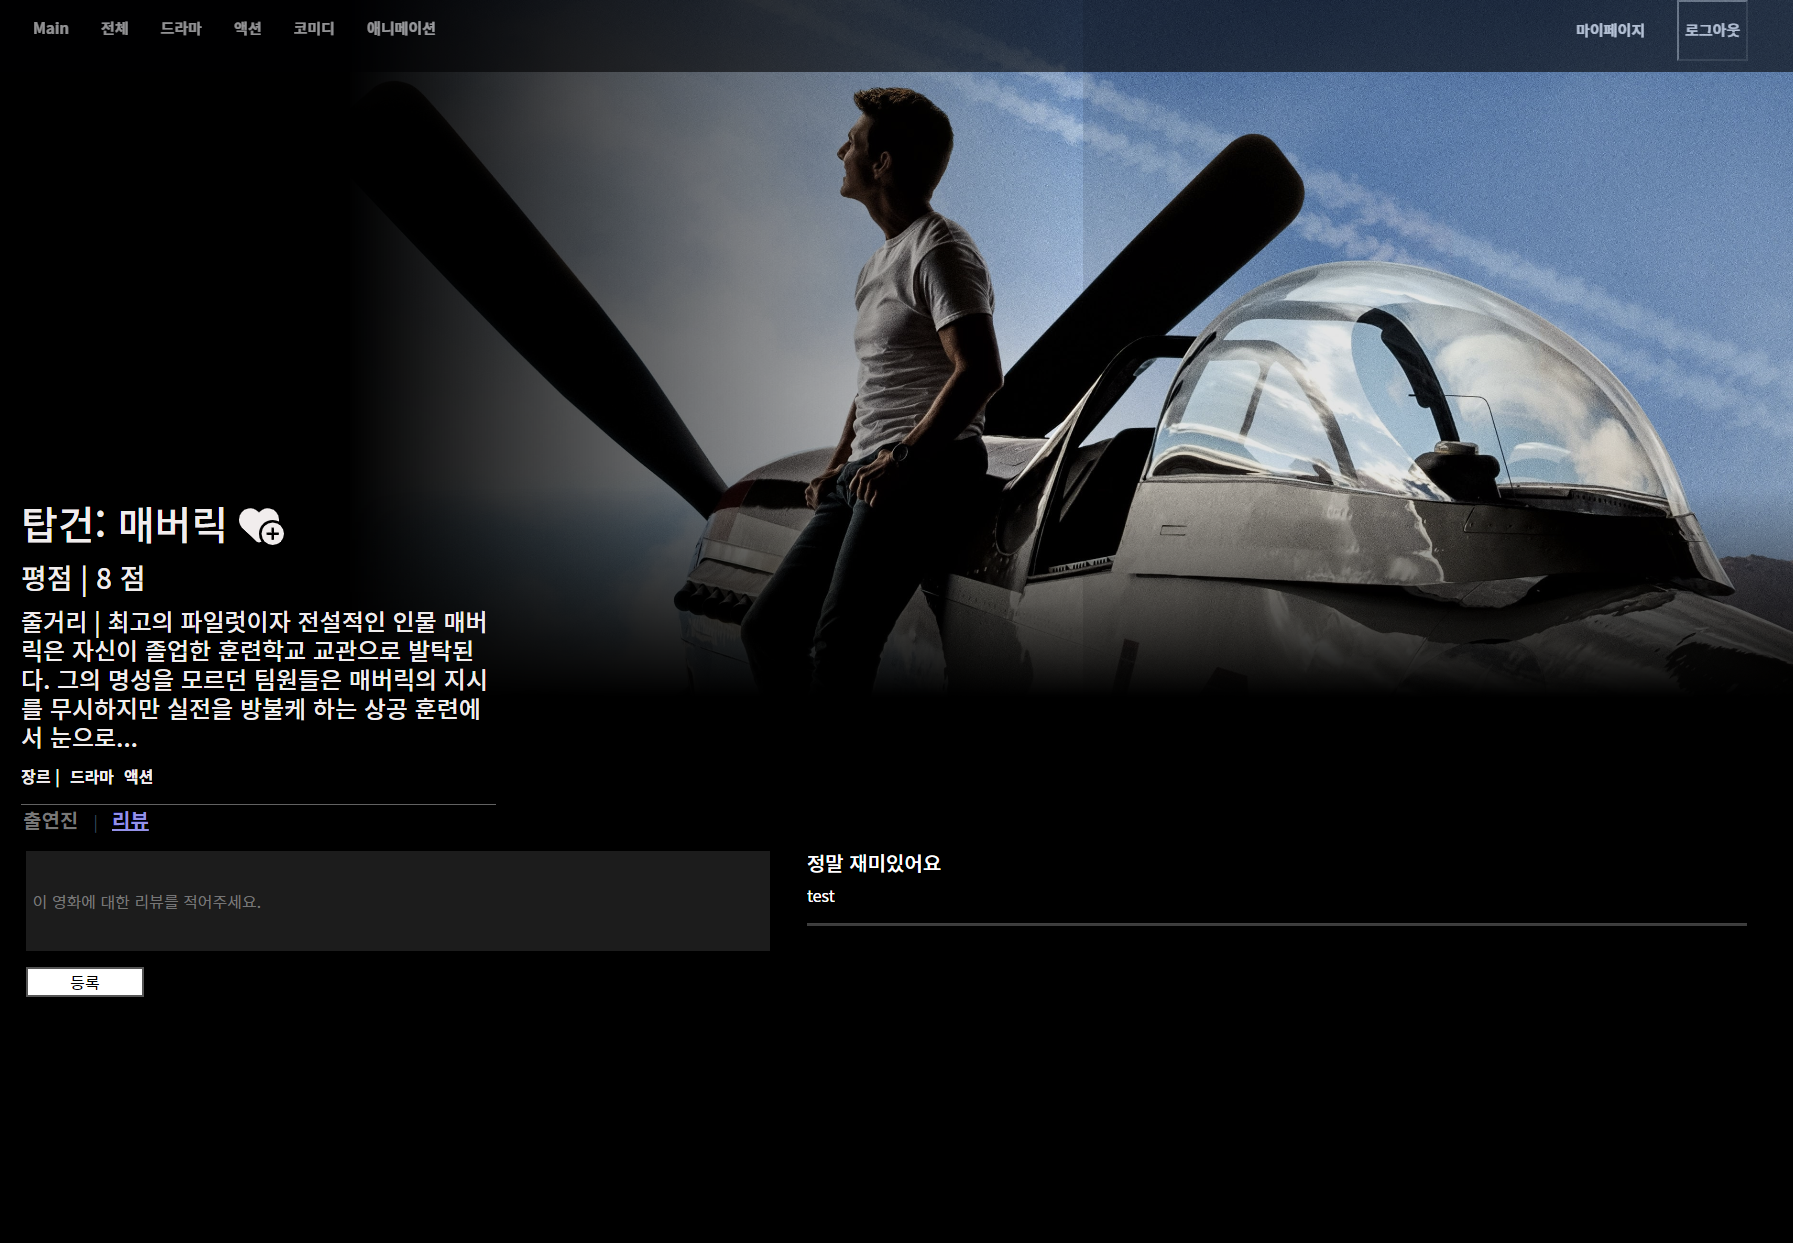 Main 전체 드라마 액션 코미디 애니메이션 마이페이지 로그아웃
탑건: 매버릭
평점 | 8 점
줄거리 | 최고의 파일럿이자 전설적인 인물 매버
릭은 자신이 졸업한 훈련학교 교관으로 발탁된
다. 그의 명성을 모르던 팀원들은 매버릭의 지시
를 무시하지만 실전을 방불케 하는 상공 훈련에
서 눈으로...
장르 | 드라마 액션
출연진 | 리뷰
이 영화에 대한 리뷰를 적어주세요.
등록
정말 재미있어요
test